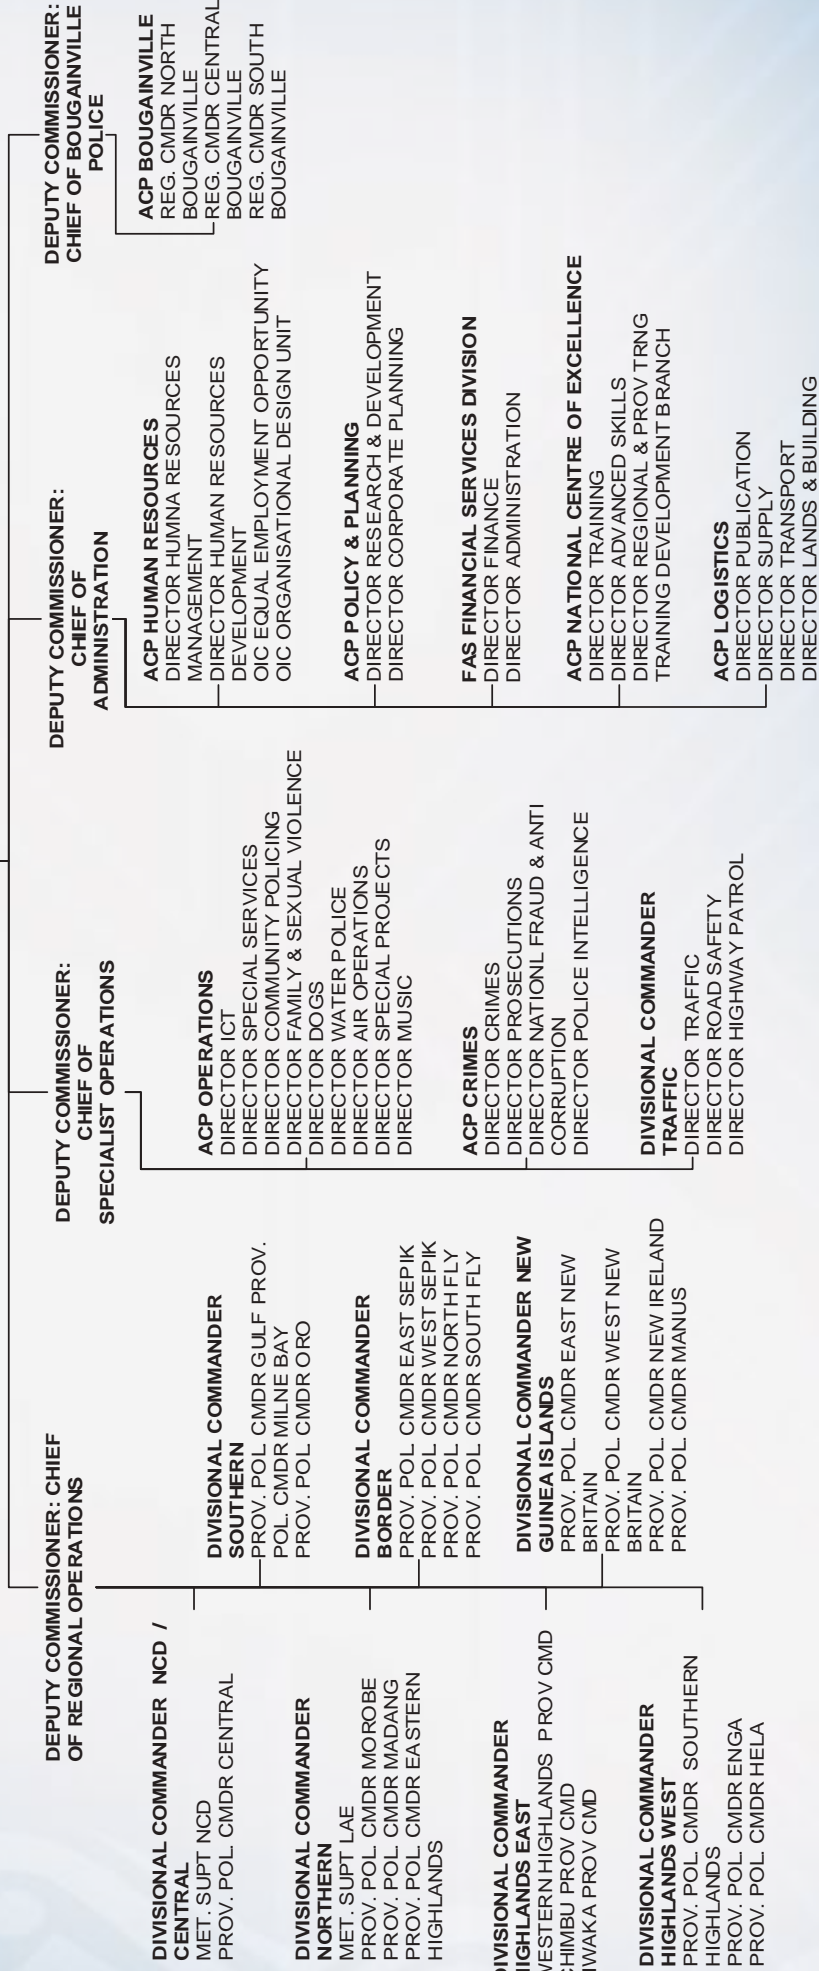 DEPUTY COMMISSIONER: CHIEF
OF REGIONAL OPERATIONS
DIVISIONAL COMMANDER NCD /
CENTRAL
MET. SUPT NCD
PROV. POL. CMDR CENTRAL
DIVISIONAL COMMANDER
NORTHERN
MET. SUPT LAE
PROV. POL. CMDR MOROBE
PROV. POL. CMDR MADANG
PROV. POL. CMDR EASTERN
HIGHLANDS
DIVISIONAL COMMANDER
HIGHLANDS EAST
WESTERN HIGHLANDS PROV CMD
CHIMBU PROV CMD
JIWAKA PROV CMD
DIVISIONAL COMMANDER
HIGHLANDS WEST
PROV. POL. CMDR SOUTHERN
HIGHLANDS
PROV. POL. CMDR ENGA
PROV. POL. CMDR HELA
DIVISIONAL COMMANDER
SOUTHERN
PROV. POL. CMDR GULF PROV.
POL. CMDR MILNE BAY
PROV. POL. CMDR ORO
DIVISIONAL COMMANDER
BORDER
PROV. POL. CMDR EAST SEPIK
PROV. POL. CMDR WEST SEPIK
PROV. POL. CMDR NORTH FLY
PROV. POL. CMDR SOUTH FLY
DIVISIONAL COMMANDER NEW
GUINEA ISLANDS
PROV. POL. CMDR EAST NEW
BRITAIN
PROV. POL. CMDR WEST NEW
BRITAIN
PROV. POL. CMDR NEW IRELAND
PROV. POL. CMDR MANUS
DEPUTY COMMISSIONER:
CHIEF OF
SPECIALIST OPERATIONS
ACP OPERATIONS
DIRECTOR ICT
DIRECTOR SPECIAL SERVICES
DIRECTOR COMMUNITY POLICING
DIRECTOR FAMILY & SEXUAL VIOLENCE
DIRECTOR DOGS
DIRECTOR WATER POLICE
DIRECTOR AIR OPERATIONS
DIRECTOR SPECIAL PROJECTS
DIRECTOR MUSIC
ACP CRIMES
DIRECTOR CRIMES
DIRECTOR PROSECUTIONS
DIRECTOR NATIONL FRAUD & ANTI
CORRUPTION
DIRECTOR POLICE INTELLIGENCE
DIVISIONAL COMMANDER
TRAFFIC
DIRECTOR TRAFFIC
DIRECTOR ROAD SAFETY
DIRECTOR HIGHWAY PATROL
DEPUTY COMMISSIONER:
CHIEF OF
ADMINISTRATION
ACP HUMAN RESOURCES
DIRECTOR HUMNA RESOURCES
MANAGEMENT
DIRECTOR HUMAN RESOURCES
DEVELOPMENT
OIC EQUAL EMPLOYMENT OPPORTUNITY
OIC ORGANISATIONAL DESIGN UNIT
ACP POLICY & PLANNING
DIRECTOR RESEARCH & DEVELOPMENT
DIRECTOR CORPORATE PLANNING
FAS FINANCIAL SERVICES DIVISION
DIRECTOR FINANCE
DIRECTOR ADMINISTRATION
ACP NATIONAL CENTRE OF EXCELLENCE
DIRECTOR TRAINING
DIRECTOR ADVANCED SKILLS
DIRECTOR REGIONAL & PROV TRNG
TRAINING DEVELOPMENT BRANCH
ACP LOGISTICS
DIRECTOR PUBLICATION
DIRECTOR SUPPLY
DIRECTOR TRANSPORT
DIRECTOR LANDS & BUILDING
DEPUTY COMMISSIONER:
CHIEF OF BOUGAINVILLE
POLICE
ACP BOUGAINVILLE
REG. CMDR NORTH
BOUGAINVILLE
REG. CMDR CENTRAL
BOUGAINVILLE
REG. CMDR SOUTH
BOUGAINVILLE